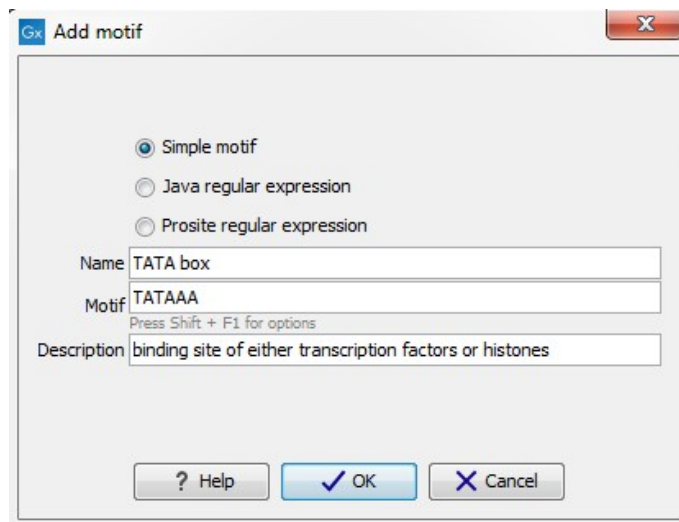 Gx Add motif
X
Simple motif
Java regular expression
Prosite regular expression
Name TATA box
Motif TATAAA
Press Shift + F1 for options
Description binding site of either transcription factors or histones
? Help OK Cancel